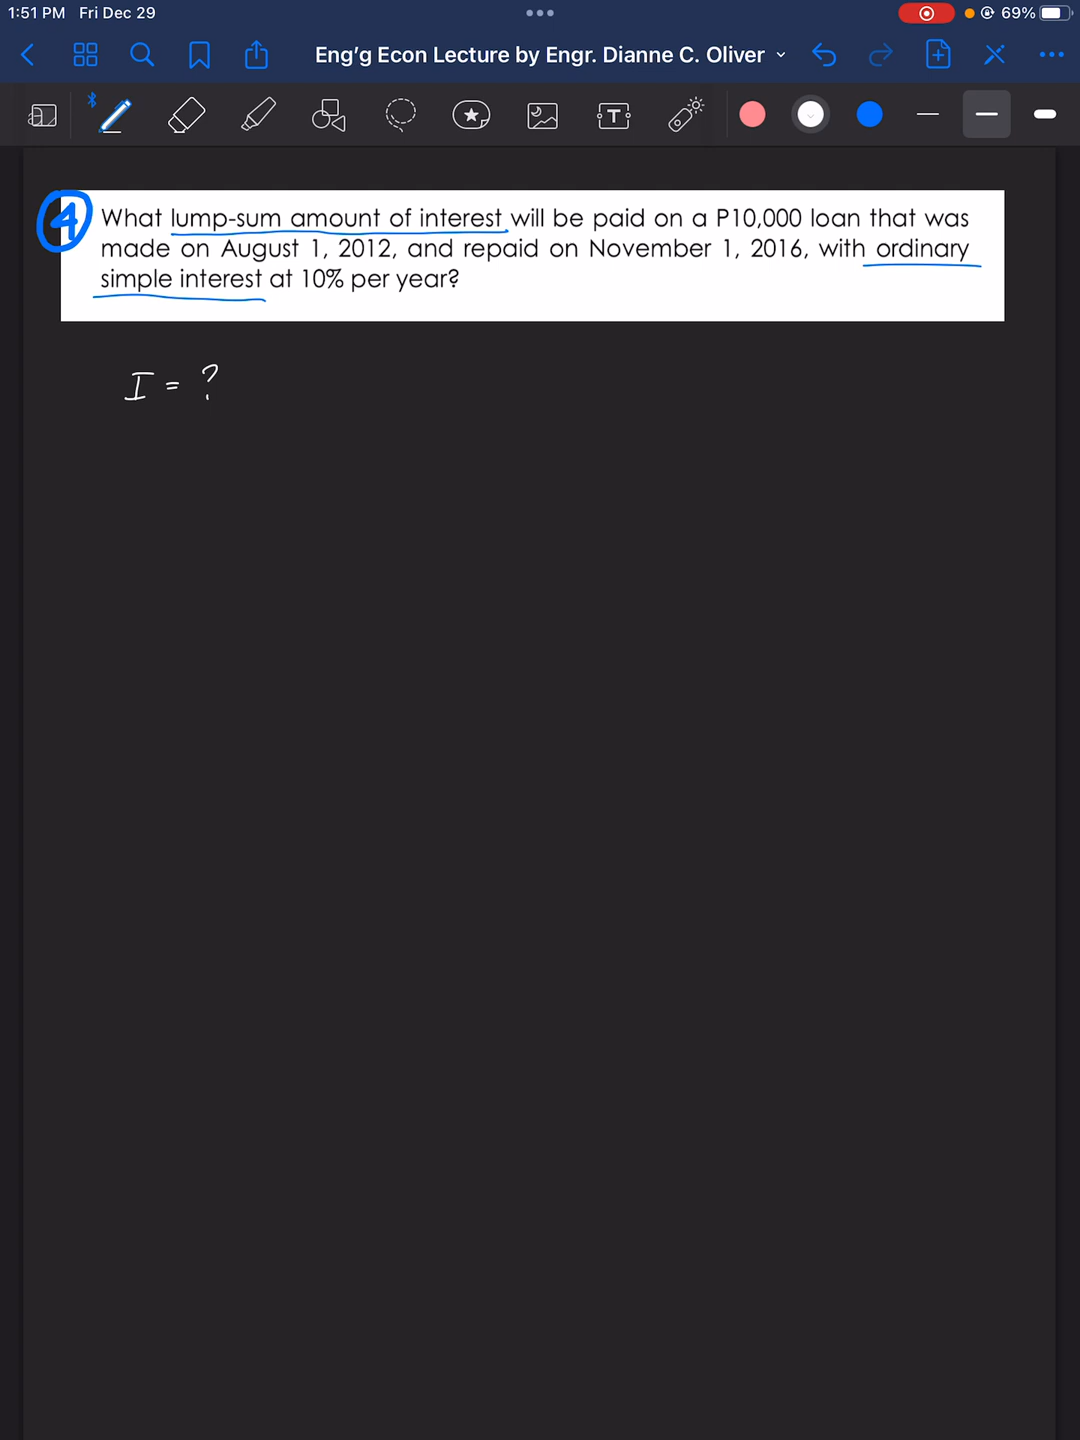 1:51 PM Fri Dec 29
69%
Eng'g Econ Lecture by Engr. Dianne C. Oliver
T
4
What lump-sum amount of interest will be paid on a P10,000 loan that was
made on August 1, 2012, and repaid on November 1, 2016, with ordinary
simple interest at 10% per year?
I = ?